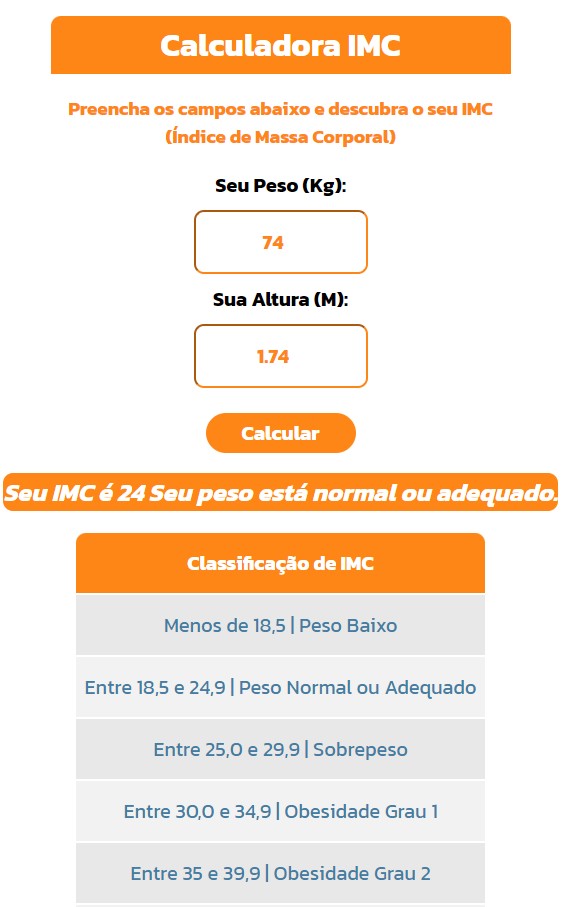 Calculadora IMC
Preencha os campos abaixo e descubra o seu IMC
(Índice de Massa Corporal)
Seu Peso (Kg):
74
Sua Altura (M):
1.74
Calcular
Seu IMC é 24 Seu peso está normal ou adequado.
Classificação de IMC
Menos de 18,5 | Peso Baixo
Entre 18,5 e 24,9 | Peso Normal ou Adequado
Entre 25,0 e 29,9 | Sobrepeso
Entre 30,0 e 34,9 | Obesidade Grau 1
Entre 35 e 39,9 | Obesidade Grau 2